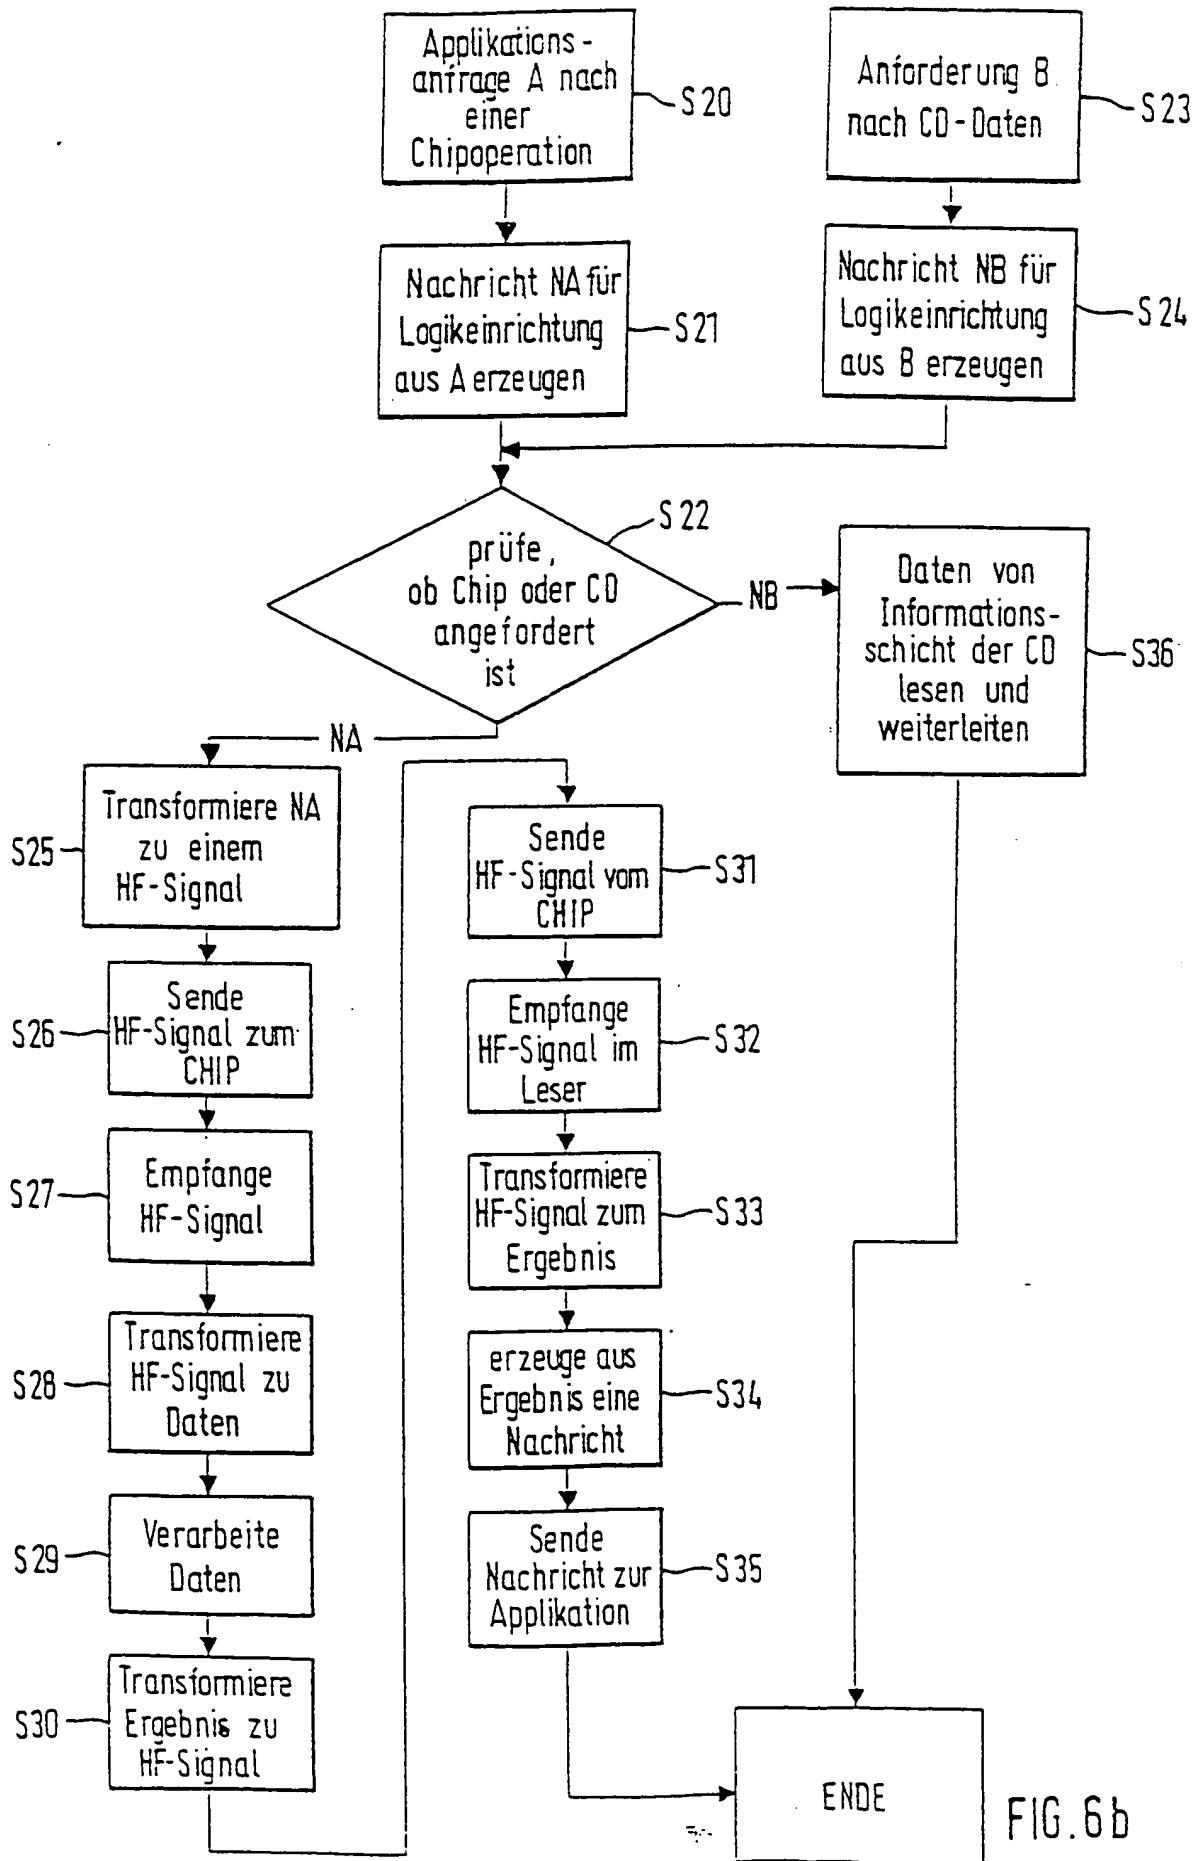 Applikations-
anfrage A nach
einer
Chipoperation
S20
Anforderung B
nach CD-Daten
S23
Nachricht NA für
Logikeinrichtung
aus A erzeugen
S21
Nachricht NB für
Logikeinrichtung
aus B erzeugen
S24
S22
prüfe,
ob Chip oder CD
angefordert
ist
NB
NA
Daten von
Informations-
schicht der CD
lesen und
weiterleiten
S36
Transformiere NA
zu einem
HF-Signal
S25
Sende
HF-Signal zum
CHIP
S26
Empfange
HF-Signal
S27
Transformiere
HF-Signal zu
Daten
S28
Verarbeite
Daten
S29
Transformiere
Ergebnis zu
HF-Signal
S30
Sende
HF-Signal vom
CHIP
S31
Empfange
HF-Signal im
Leser
S32
Transformiere
HF-Signal zum
Ergebnis
S33
erzeuge aus
Ergebnis eine
Nachricht
S34
Sende
Nachricht zur
Applikation
S35
ENDE
FIG.6b